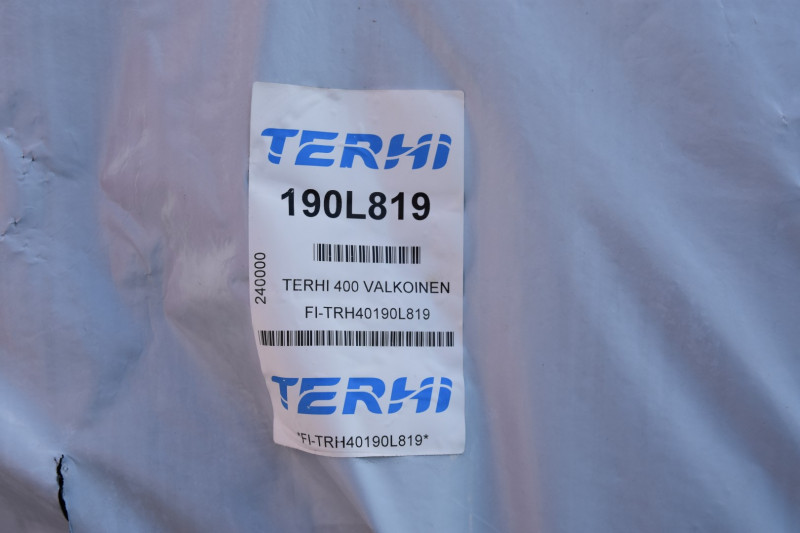 TERHI
190L819
240000
TERHI 400 VALKOINEN
FI-TRH40190L819
TERHI
*FI-TRH40190L819*